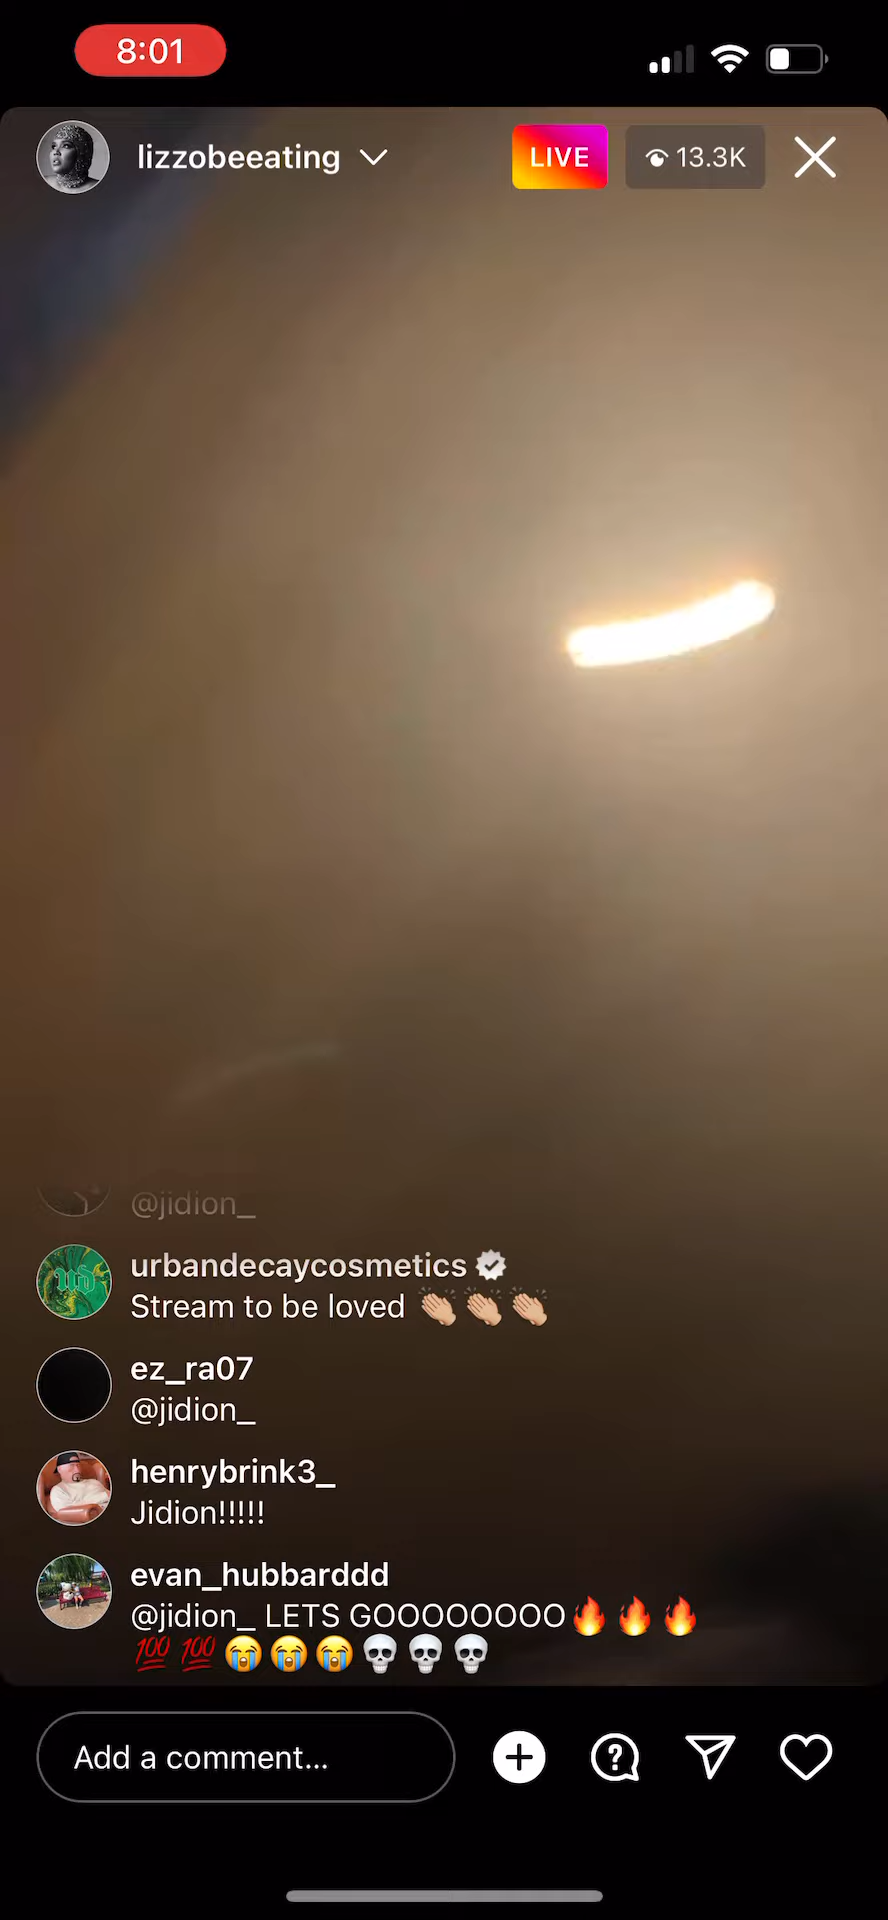 8:01
lizzobeeating
LIVE
13.3K
@jidion_
urbandecaycosmetics
Stream to be loved 👏🏼👏🏼👏🏼
ez_ra07
@jidion_
henrybrink3_
Jidion!!!!!
evan_hubbarddd
@jidion_ LETS GOOOOOOOO🔥🔥🔥
💯💯😭😭😭💀💀💀
Add a comment...